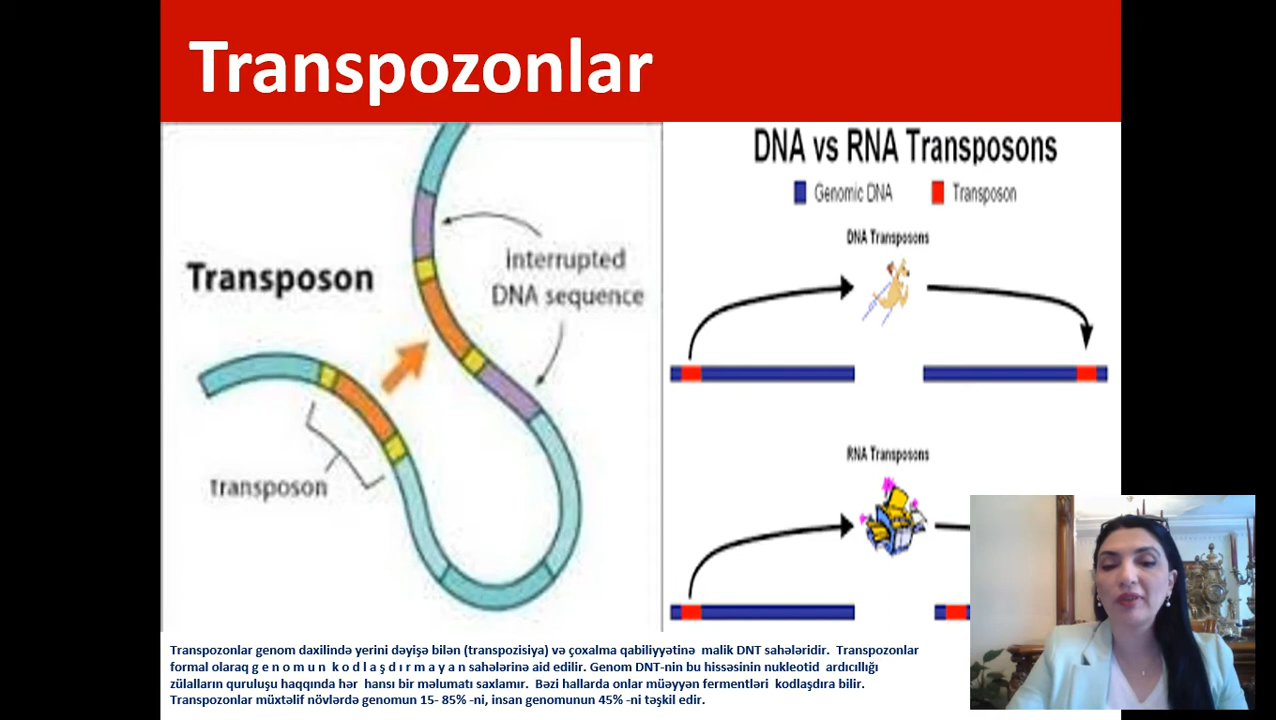 Transpozonlar
DNA vs RNA Transposons
Genomic DNA
Transposon
DNA Transposons
Transposon
interrupted
DNA sequence
transposon
RNA Transposons
Transpozonlar genom daxilində yerini dəyişə bilən (transpozisiya) və çoxalma qabiliyyətinə malik DNT sahələridir. Transpozonlar
formal olaraq g e n o m u n k o d l a ş d ı r m a y a n sahələrinə aid edilir. Genom DNT-nin bu hissəsinin nukleotid ardıcıllığı
zülalların quruluşu haqqında hər hansı bir məlumatı saxlamır. Bəzi hallarda onlar müəyyən fermentləri kodlaşdıra bilir.
Transpozonlar müxtəlif növlərdə genomun 15- 85% -ni, insan genomunun 45% -ni təşkil edir.